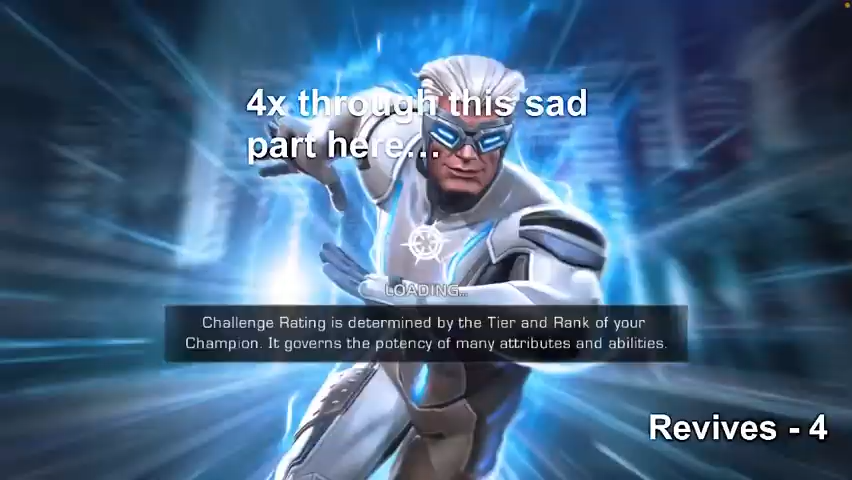 4x through this sad
part here...
LOADING...
Challenge Rating is determined by the Tier and Rank of your
Champion. It governs the potency of many attributes and abilities.
Revives - 4